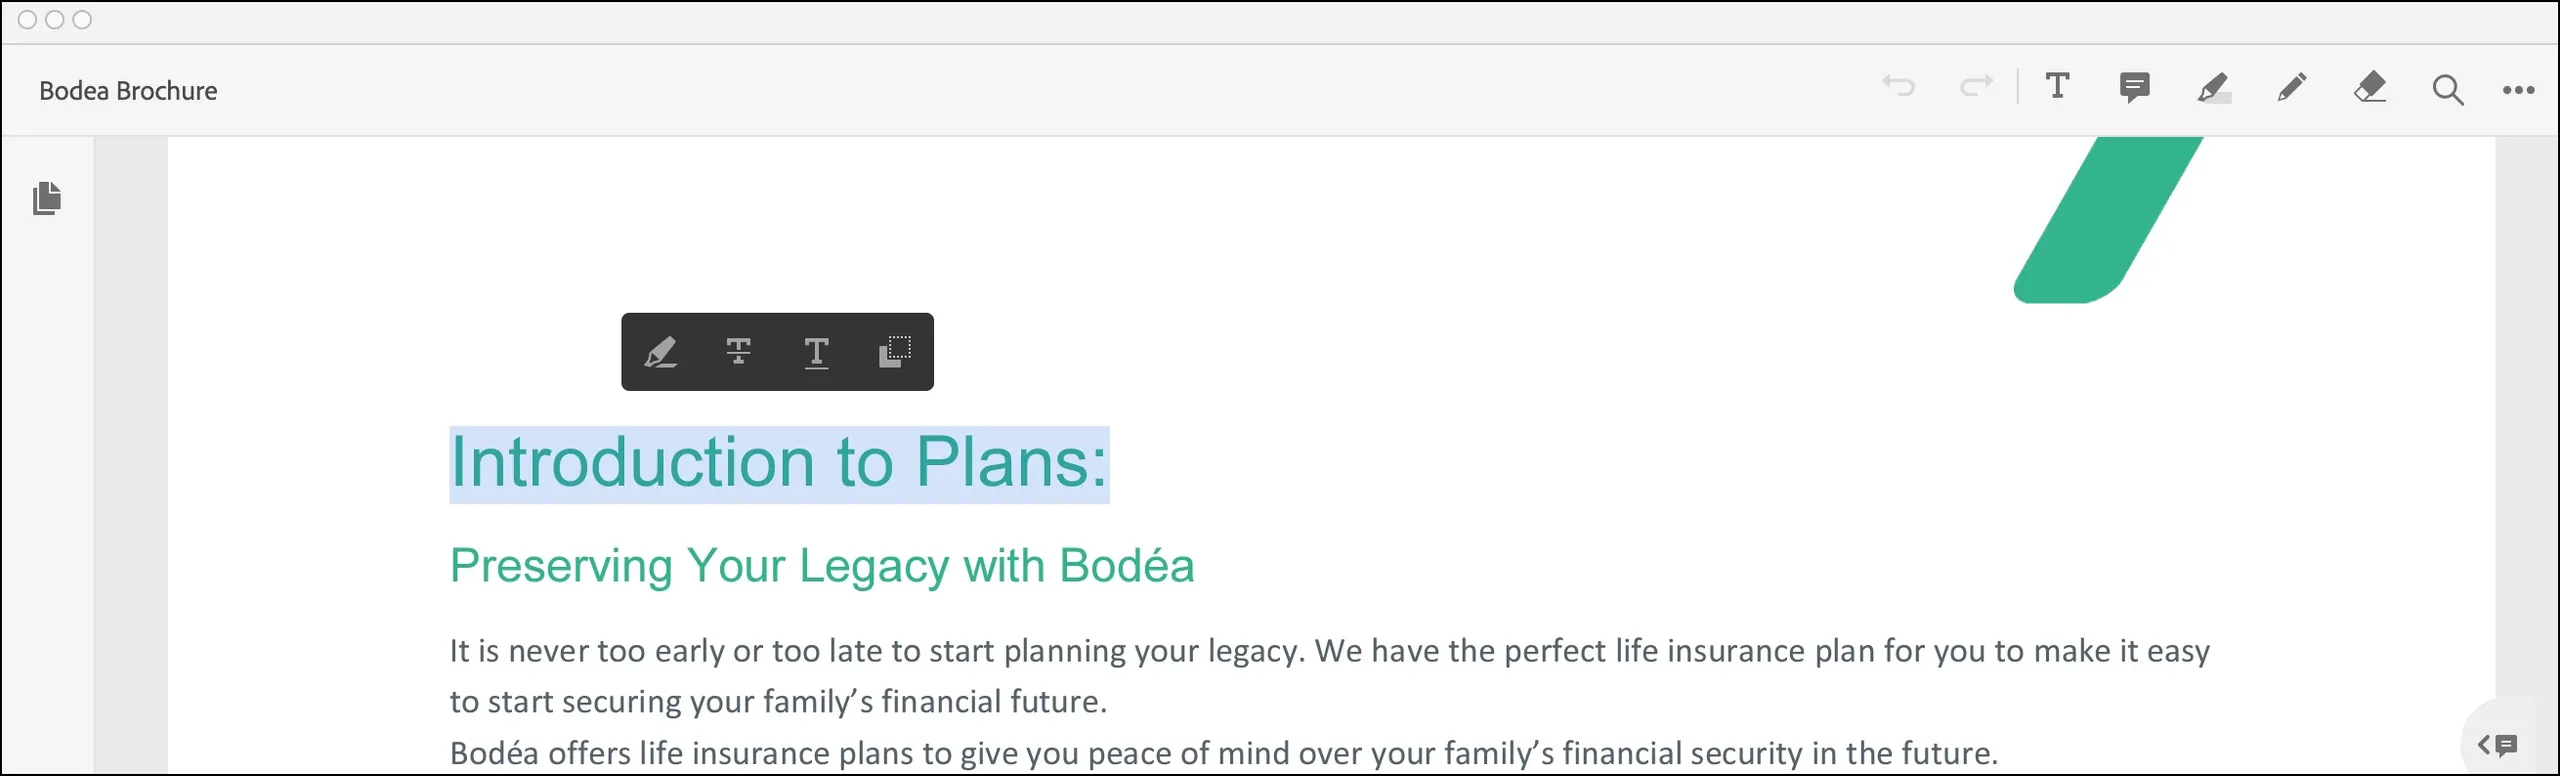 Bodea Brochure
Introduction to Plans:
Preserving Your Legacy with Bodéa
It is never too early or too late to start planning your legacy. We have the perfect life insurance plan for you to make it easy
to start securing your family’s financial future.
Bodéa offers life insurance plans to give you peace of mind over your family’s financial security in the future.